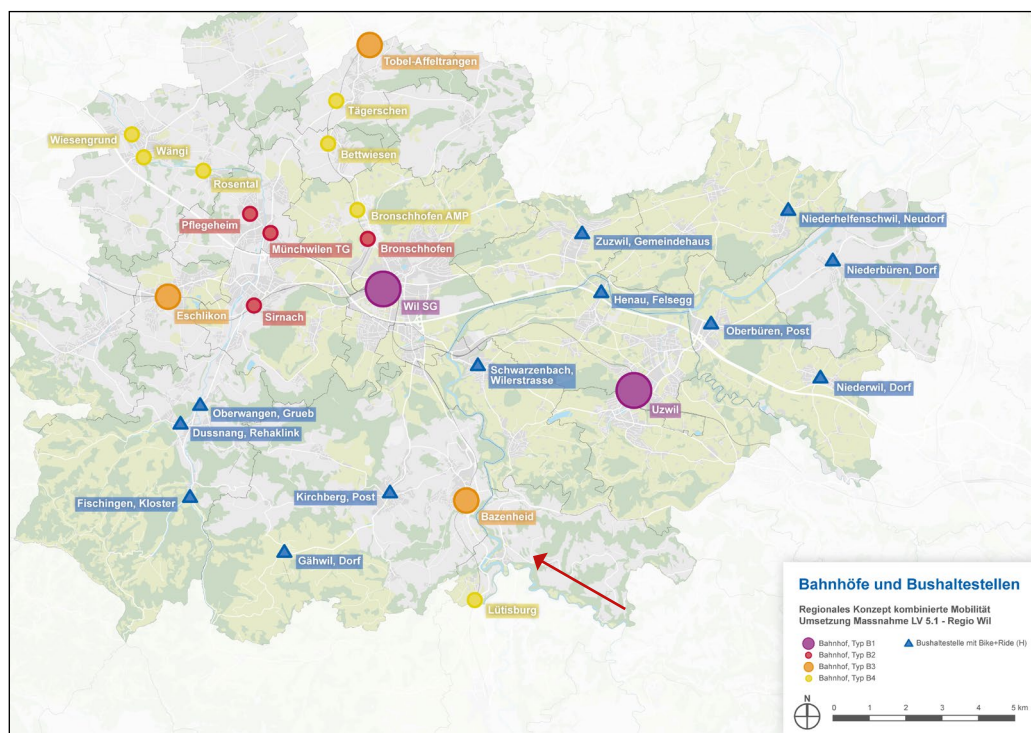 Tobel-Affeltrangen
Tägerschen
Wiesengrund
Bettwiesen
Wängi
Rosental
Bronschhofen AMP
Niederhelfenschwil, Neudorf
Pflegeheim
Zuzwil, Gemeindehaus
Münchwilen TG
Bronschhofen
Niederbüren, Dorf
Wil SG
Henau, Felsegg
Eschlikon
Sirnach
Oberbüren, Post
Schwarzenbach,
Wilerstrasse
Niederwil, Dorf
Uzwil
Oberwangen, Grueb
Dussnang, Rehaklink
Kirchberg, Post
Fischingen, Kloster
Bazenheid
Gähwil, Dorf
Lütisburg
Bahnhöfe und Bushaltestellen
Regionales Konzept kombinierte Mobilität
Umsetzung Massnahme LV 5.1 - Regio Wil
Bahnhof, Typ B1
Bahnhof, Typ B2
Bahnhof, Typ B3
Bahnhof, Typ B4
Bushaltestelle mit Bike+Ride (H)
N
0 1 2 3 4 5 km